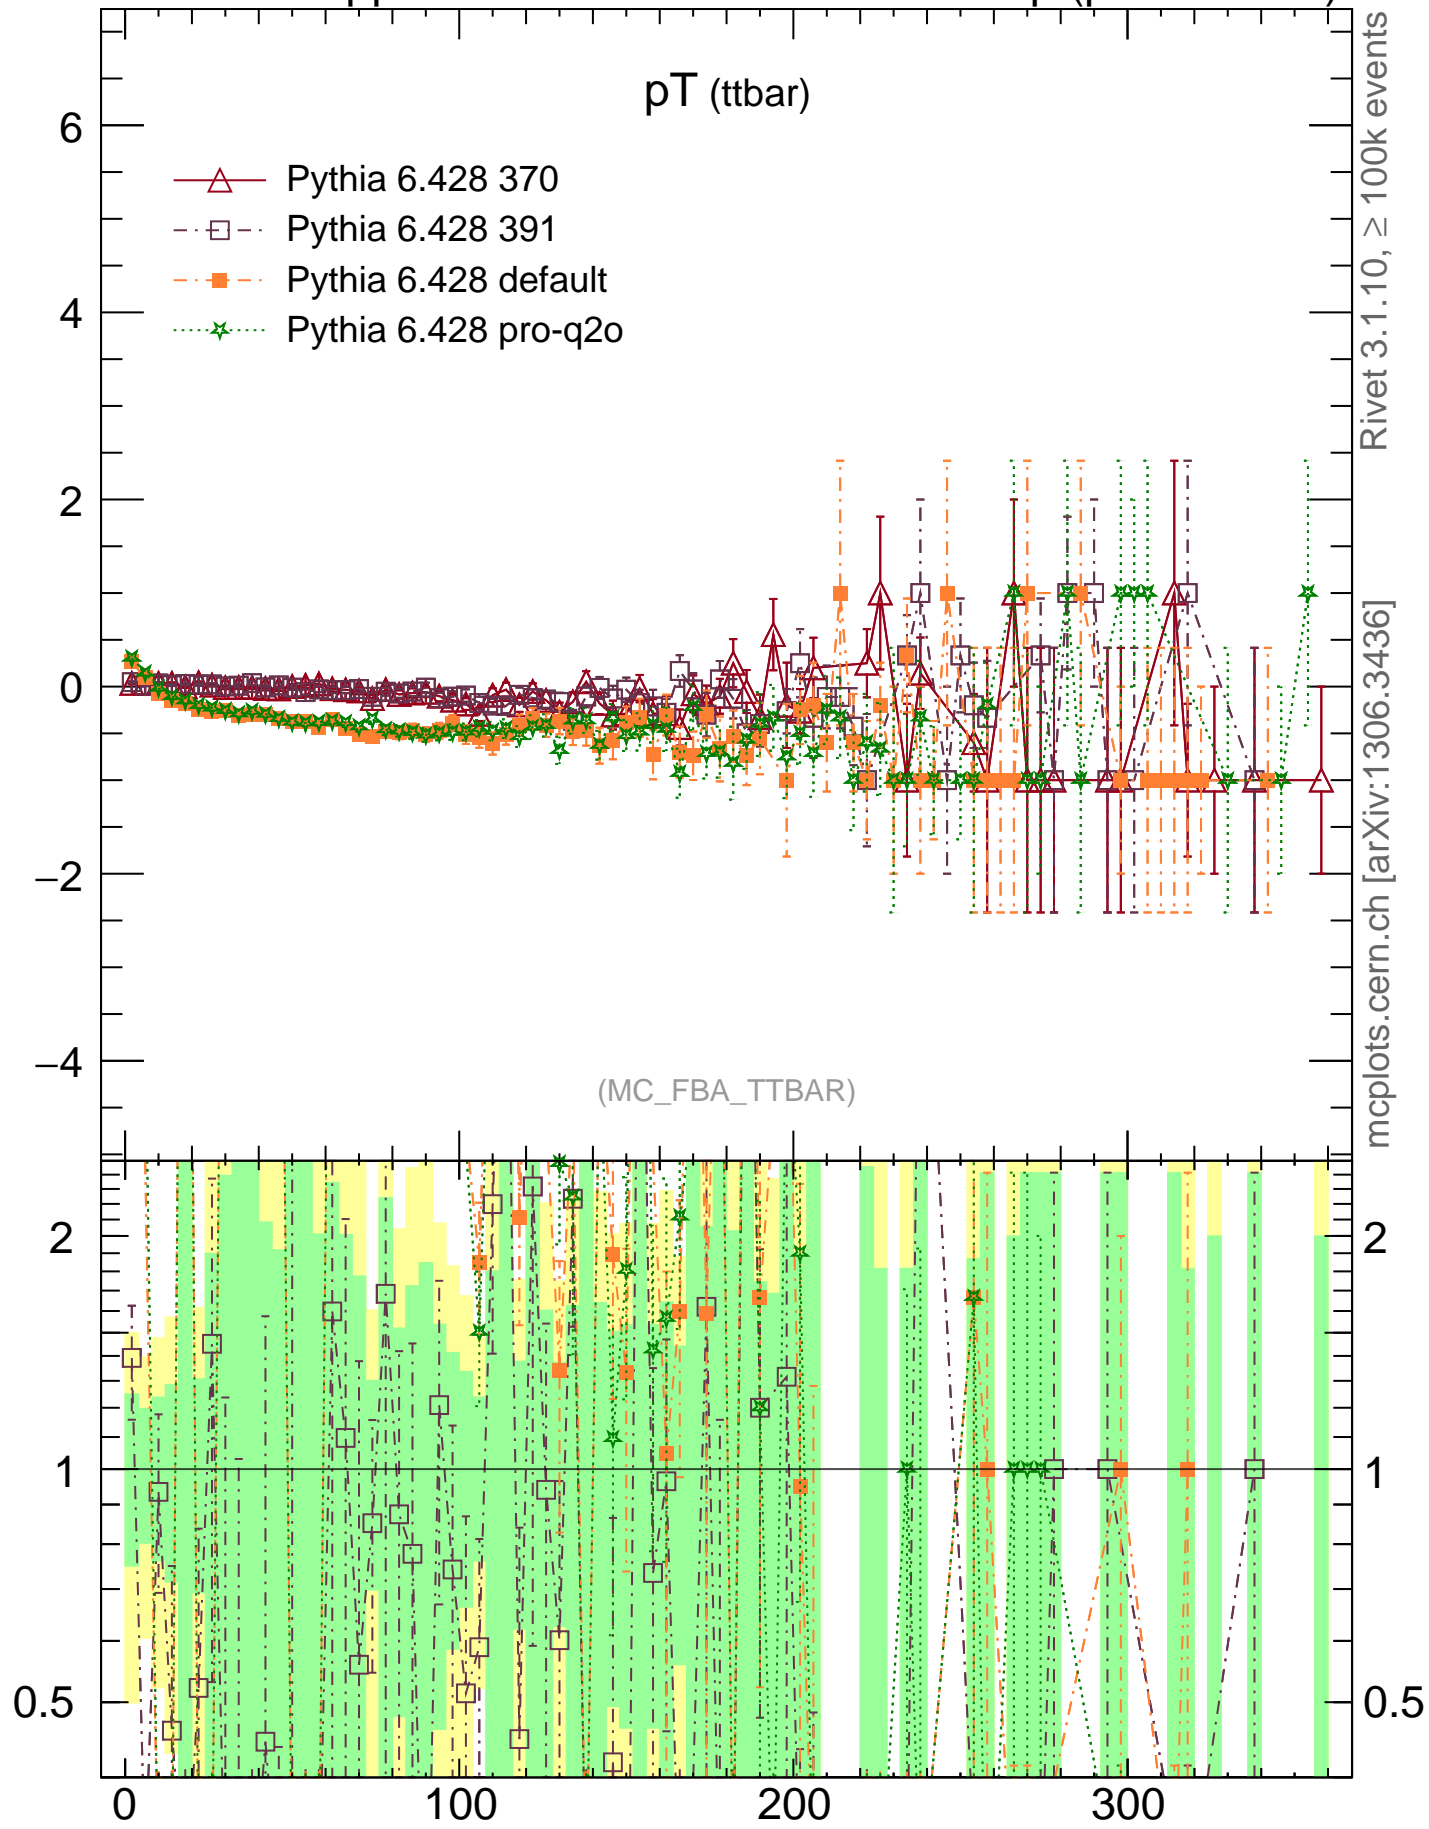 pT (ttbar)
6
4
2
0
−2
−4
Pythia 6.428 370
Pythia 6.428 391
Pythia 6.428 default
Pythia 6.428 pro-q2o
(MC_FBA_TTBAR)
Rivet 3.1.10, ≥ 100k events
mcplots.cern.ch [arXiv:1306.3436]
2
1
0.5
2
1
0.5
0
100
200
300